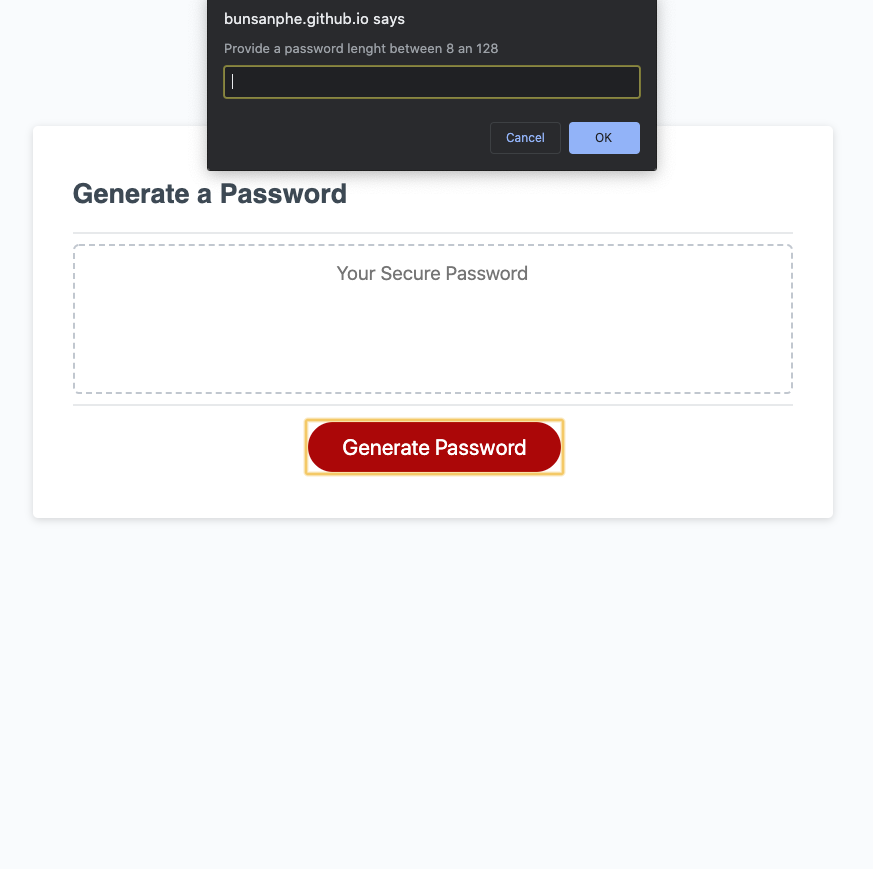 bunsanphe.github.io says
Provide a password lenght between 8 an 128
Cancel
OK
Generate a Password
Your Secure Password
Generate Password